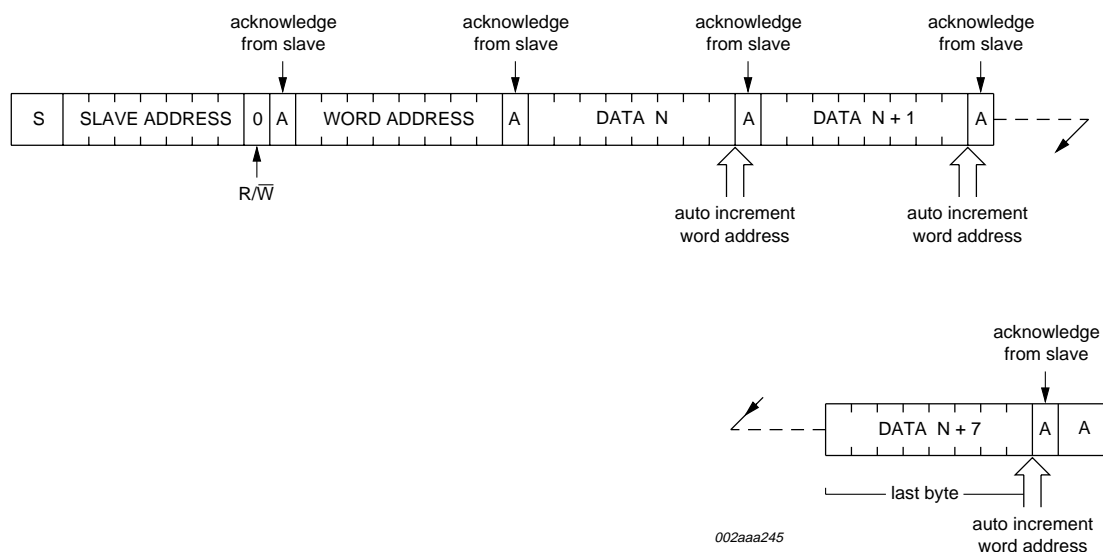 acknowledge
from slave
acknowledge
from slave
acknowledge
from slave
acknowledge
from slave
S SLAVE ADDRESS 0 A WORD ADDRESS A DATA N A DATA N + 1 A
R/W̅
auto increment
word address
auto increment
word address
acknowledge
from slave
DATA N + 7 A A
last byte
auto increment
word address
002aaa245